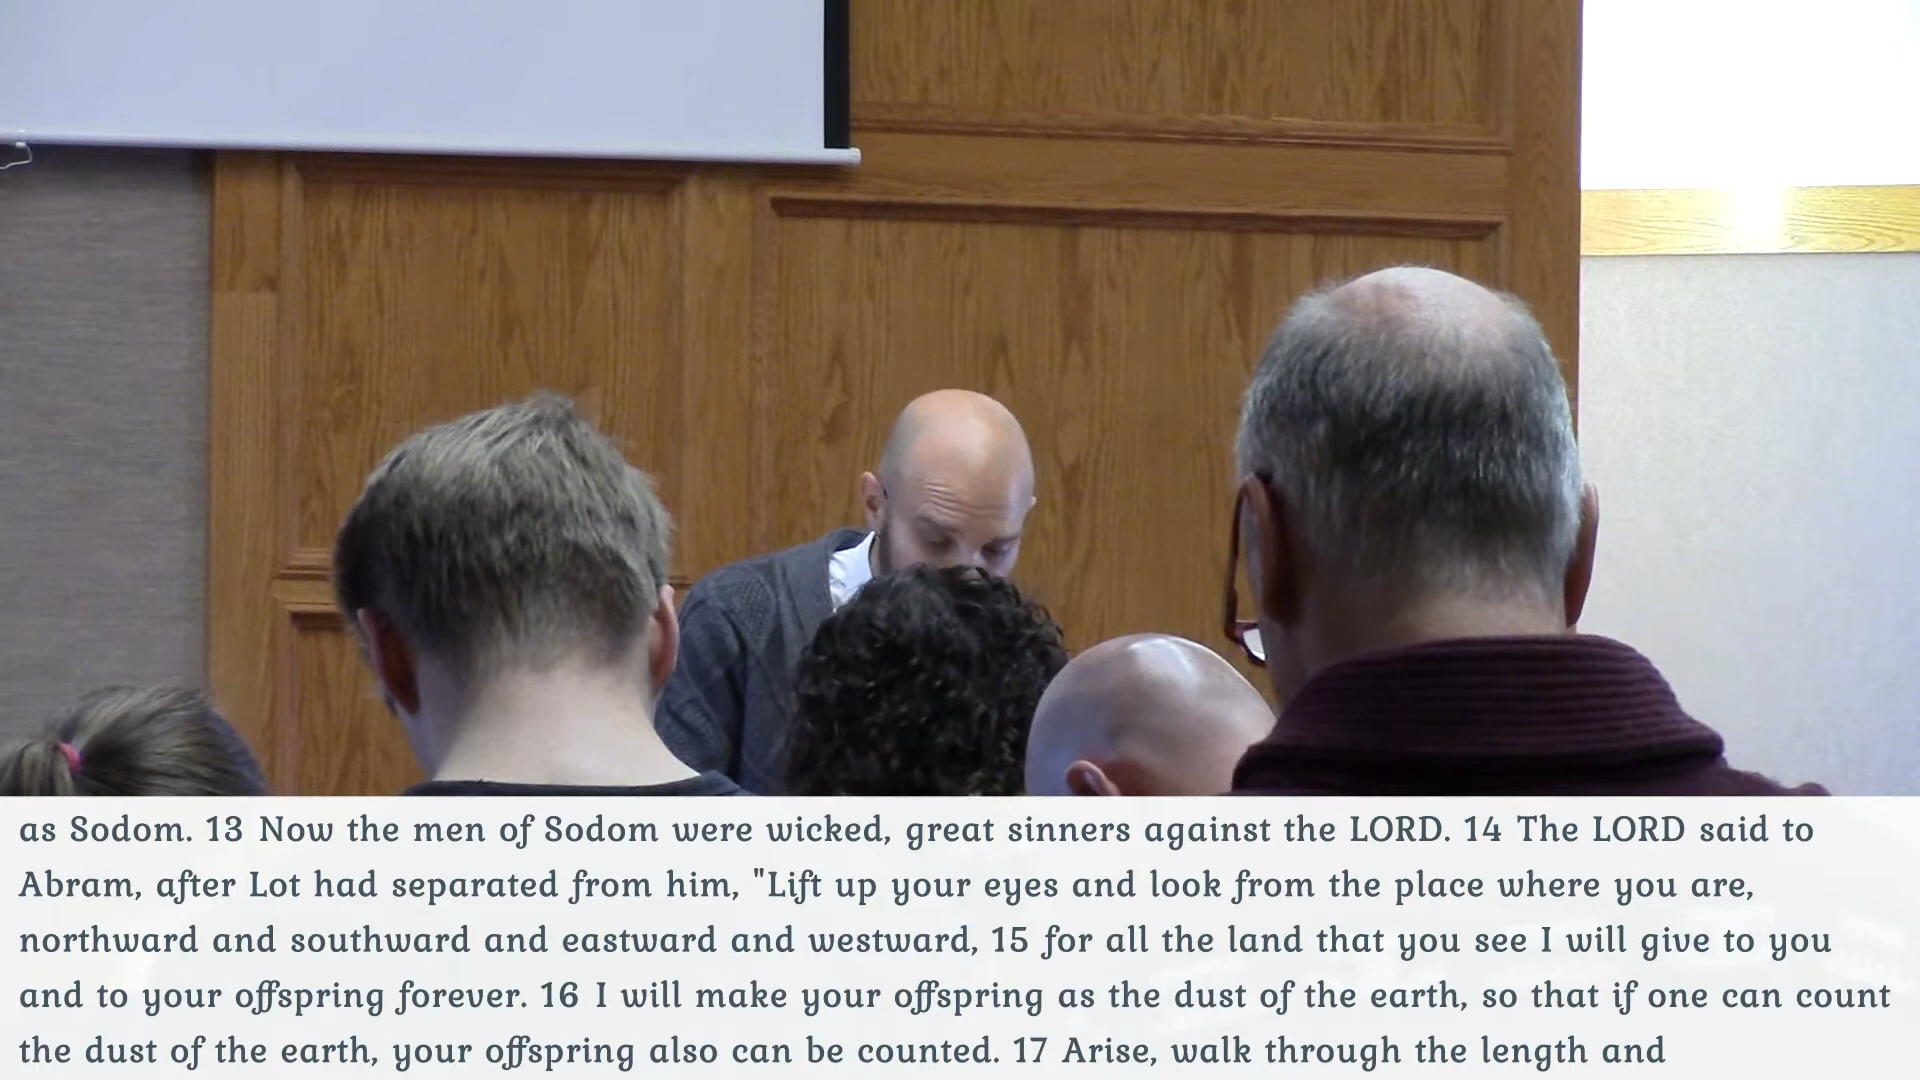 as Sodom. 13 Now the men of Sodom were wicked, great sinners against the LORD. 14 The LORD said to
Abram, after Lot had separated from him, "Lift up your eyes and look from the place where you are,
northward and southward and eastward and westward, 15 for all the land that you see I will give to you
and to your offspring forever. 16 I will make your offspring as the dust of the earth, so that if one can count
the dust of the earth, your offspring also can be counted. 17 Arise, walk through the length and